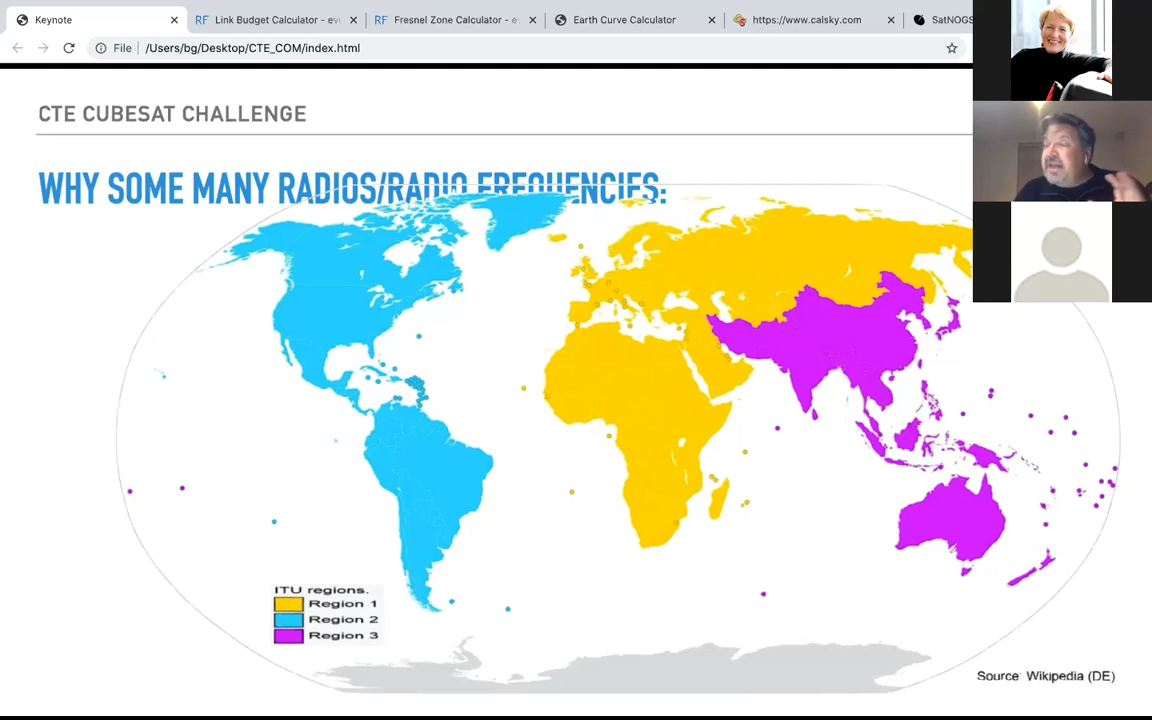 Keynote
Link Budget Calculator - eve
Fresnel Zone Calculator - e
Earth Curve Calculator
https://www.calsky.com
SatNOGS
File
/Users/bg/Desktop/CTE_COM/index.html
CTE CUBESAT CHALLENGE
WHY SOME MANY RADIOS/RADIO FREQUENCIES:
ITU regions.
Region 1
Region 2
Region 3
Source: Wikipedia (DE)